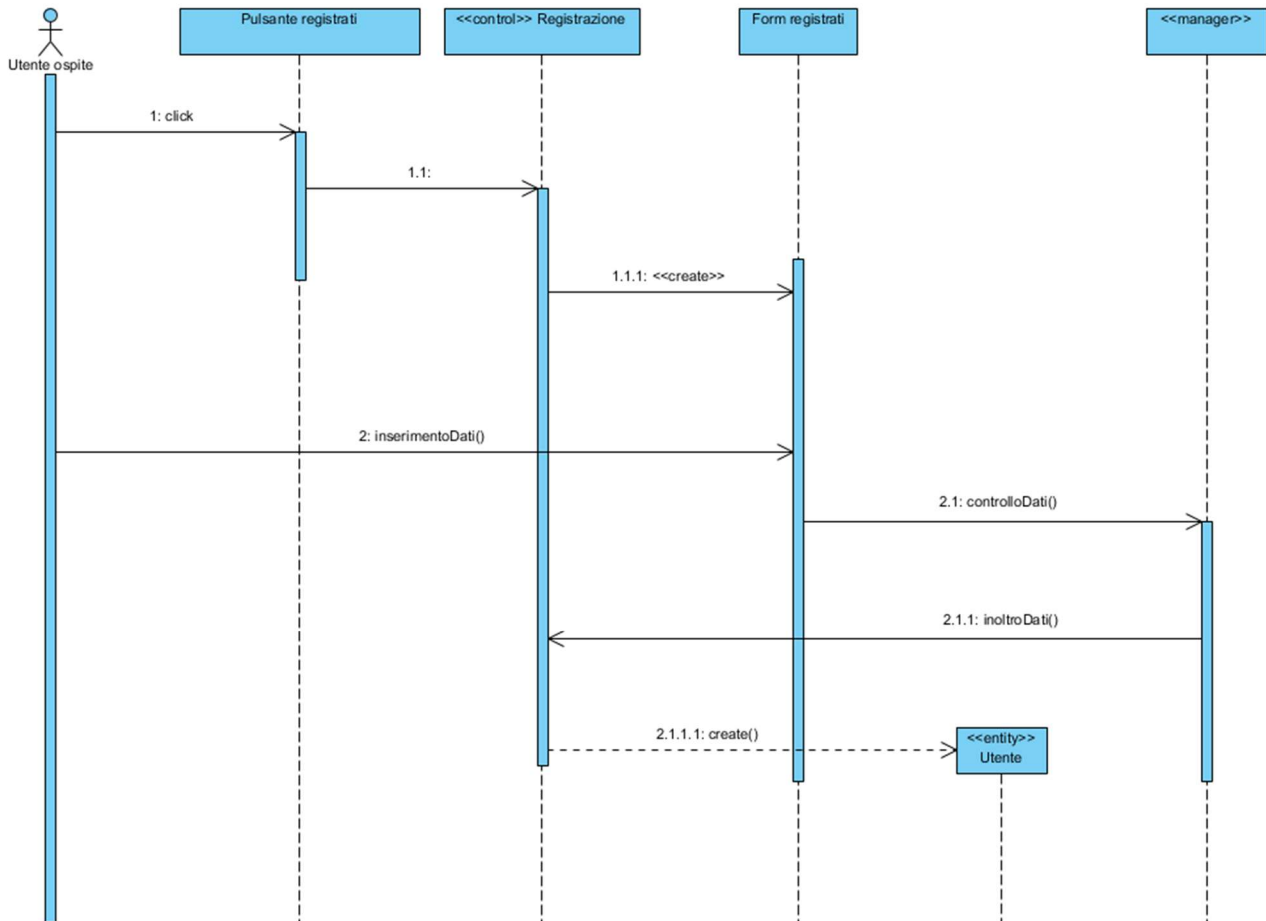 Pulsante registrati
<<control>> Registrazione
Form registrati
<<manager>>
Utente ospite
1: click
1.1:
1.1.1: <<create>>
2: inserimentoDati()
2.1: controlloDati()
2.1.1: inoltroDati()
2.1.1.1: create()
<<entity>>
Utente